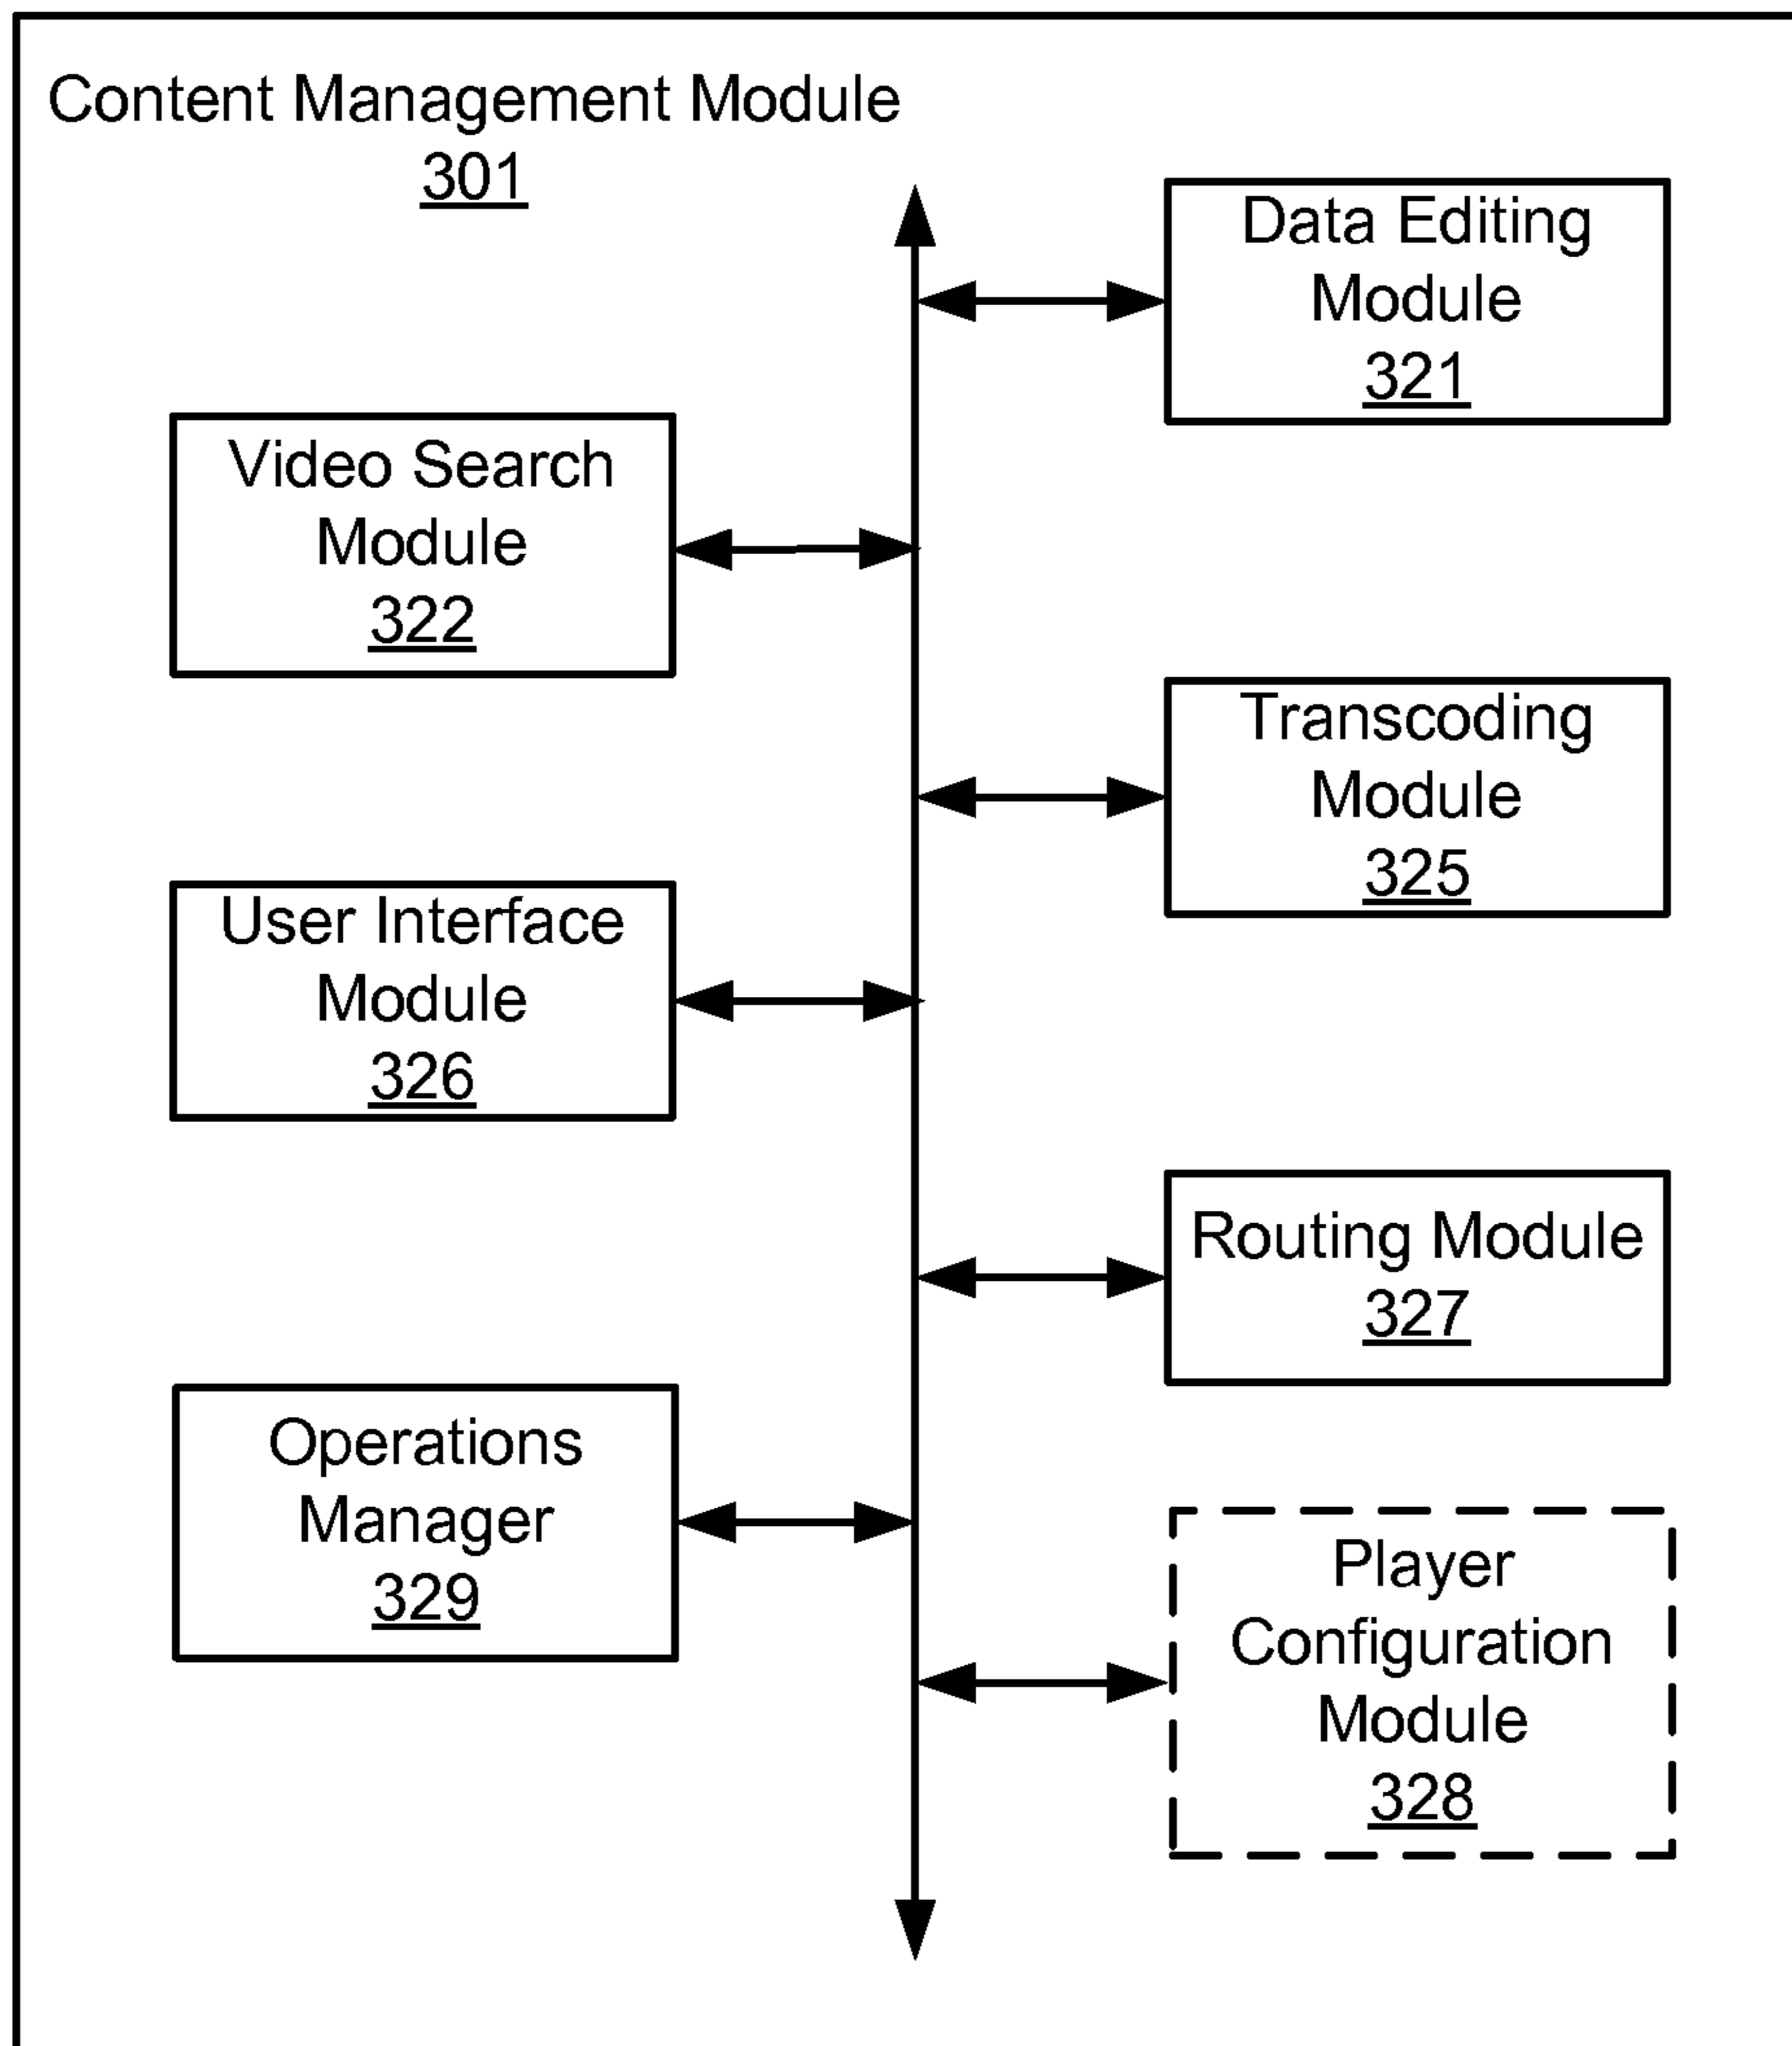 Content Management Module
301
Data Editing
Module
321
Video Search
Module
322
Transcoding
Module
325
User Interface
Module
326
Routing Module
327
Operations
Manager
329
Player
Configuration
Module
328